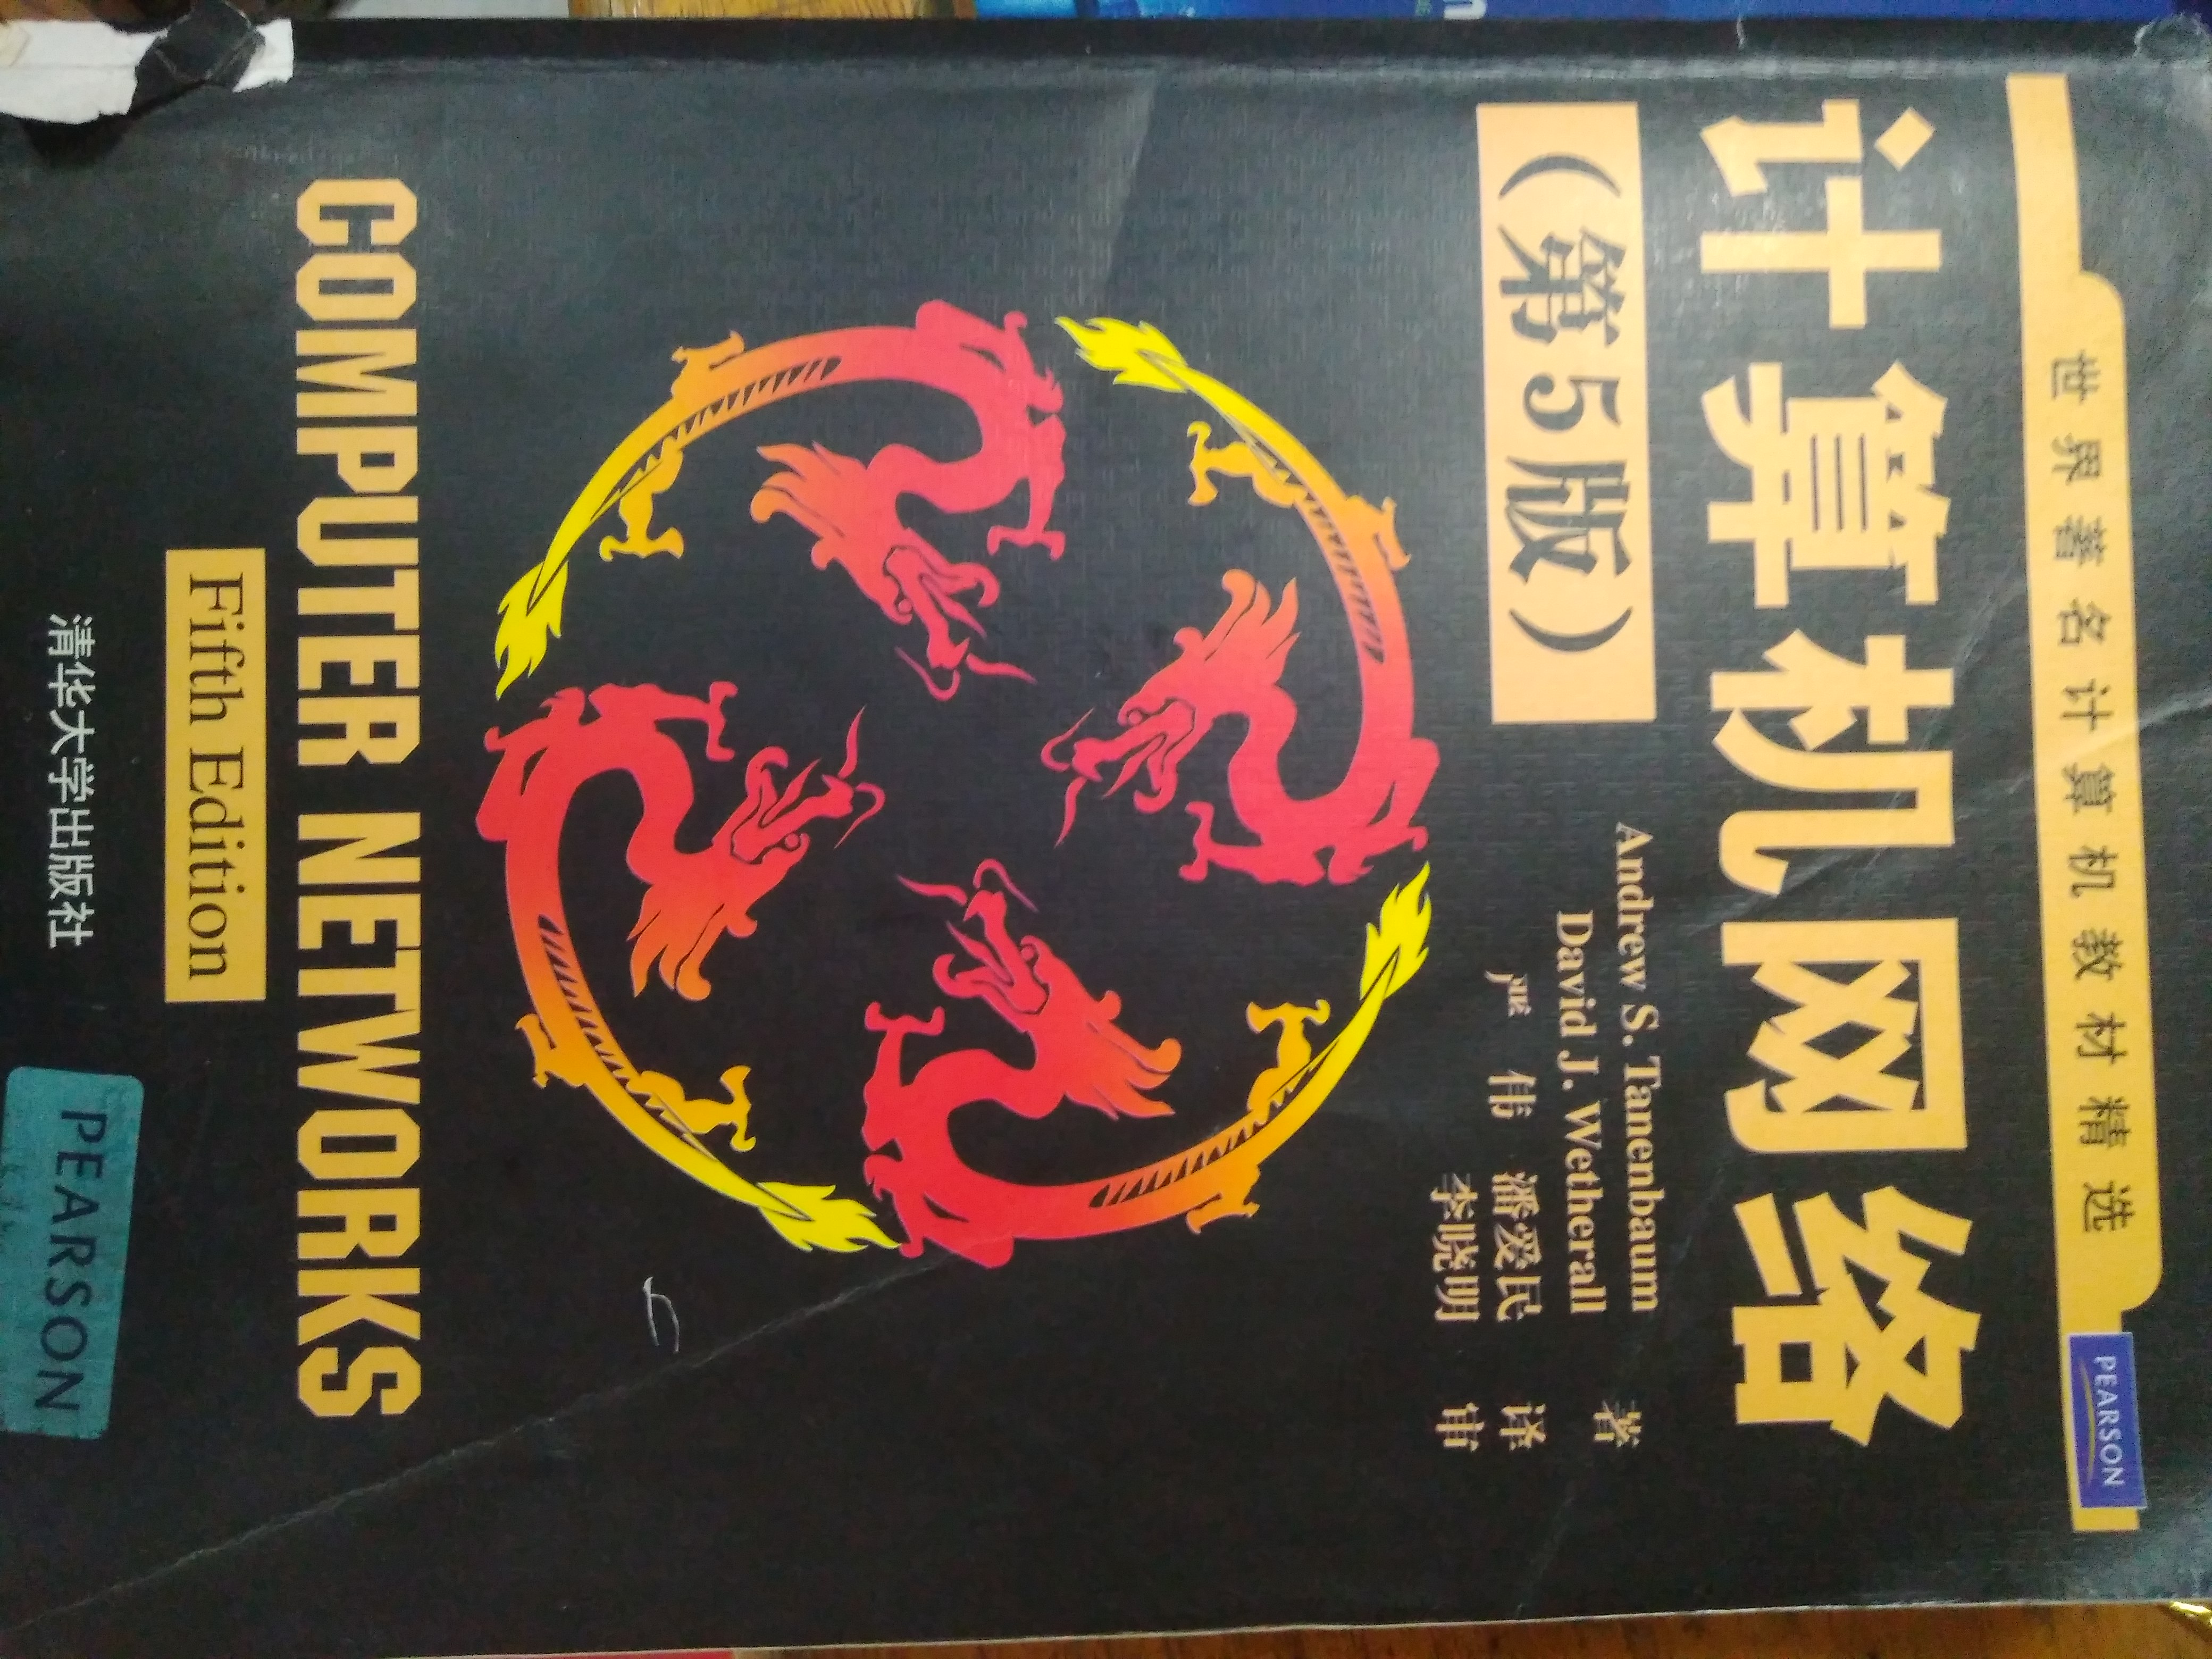 世界著名计算机教材精选
PEARSON
计算机网络
（第5版）
Andrew S. Tanenbaum
David J. Wetherall
著
严 伟 潘爱民 译
李晓明 审
COMPUTER NETWORKS
Fifth Edition
清华大学出版社
PEARSON